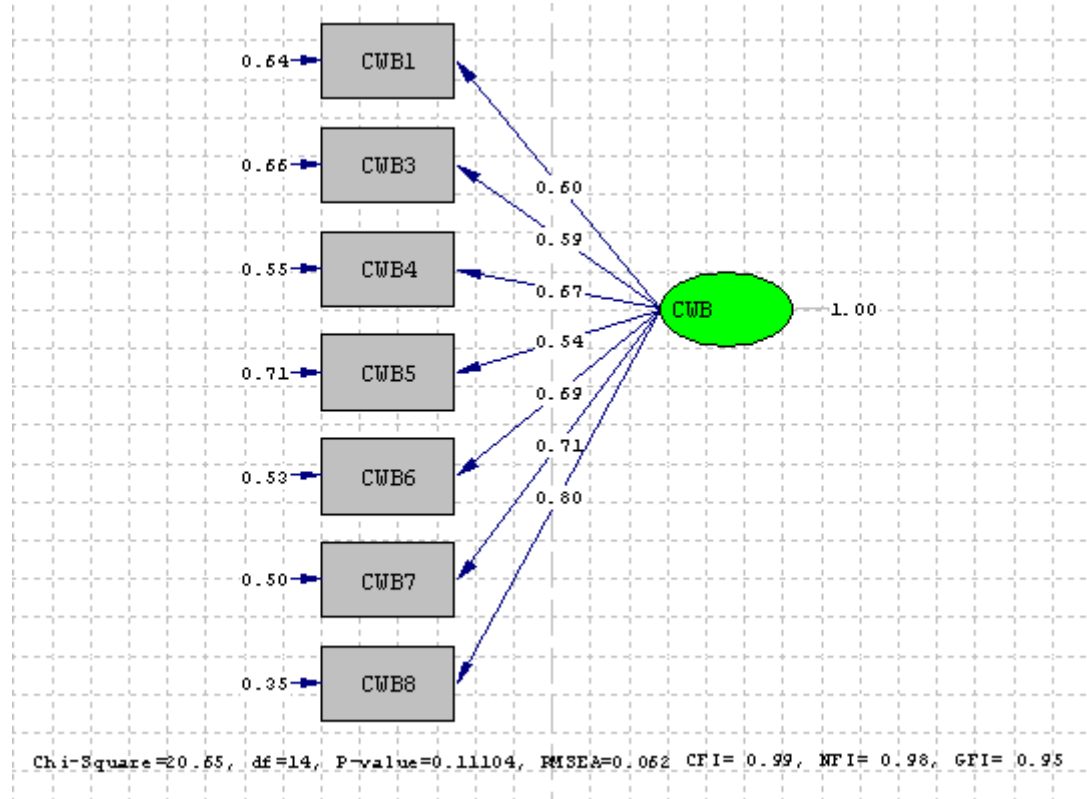 0.64 CWB1
0.66 CWB3
0.55 CWB4
0.71 CWB5
0.53 CWB6
0.50 CWB7
0.35 CWB8
0.60
0.59
0.67
0.54
0.69
0.71
0.80
CWB 1.00
Chi-Square=20.65, df=14, P-value=0.11104, RMSEA=0.062 CFI= 0.99, NFI= 0.98, GFI= 0.95